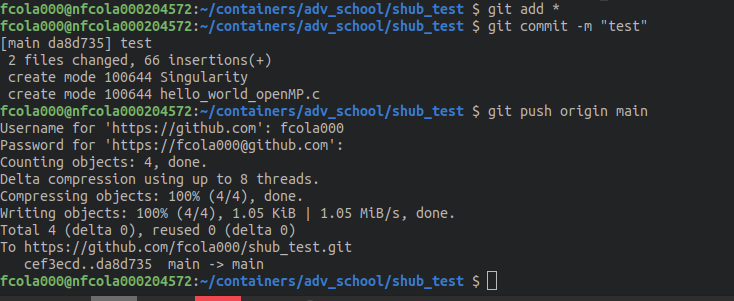 fcola000@nfcola000204572:~/containers/adv_school/shub_test $ git add *
fcola000@nfcola000204572:~/containers/adv_school/shub_test $ git commit -m "test"
[main da8d735] test
 2 files changed, 66 insertions(+)
 create mode 100644 Singularity
 create mode 100644 hello_world_openMP.c
fcola000@nfcola000204572:~/containers/adv_school/shub_test $ git push origin main
Username for 'https://github.com': fcola000
Password for 'https://fcola000@github.com':
Counting objects: 4, done.
Delta compression using up to 8 threads.
Compressing objects: 100% (4/4), done.
Writing objects: 100% (4/4), 1.05 KiB | 1.05 MiB/s, done.
Total 4 (delta 0), reused 0 (delta 0)
To https://github.com/fcola000/shub_test.git
   cef3ecd..da8d735  main -> main
fcola000@nfcola000204572:~/containers/adv_school/shub_test $